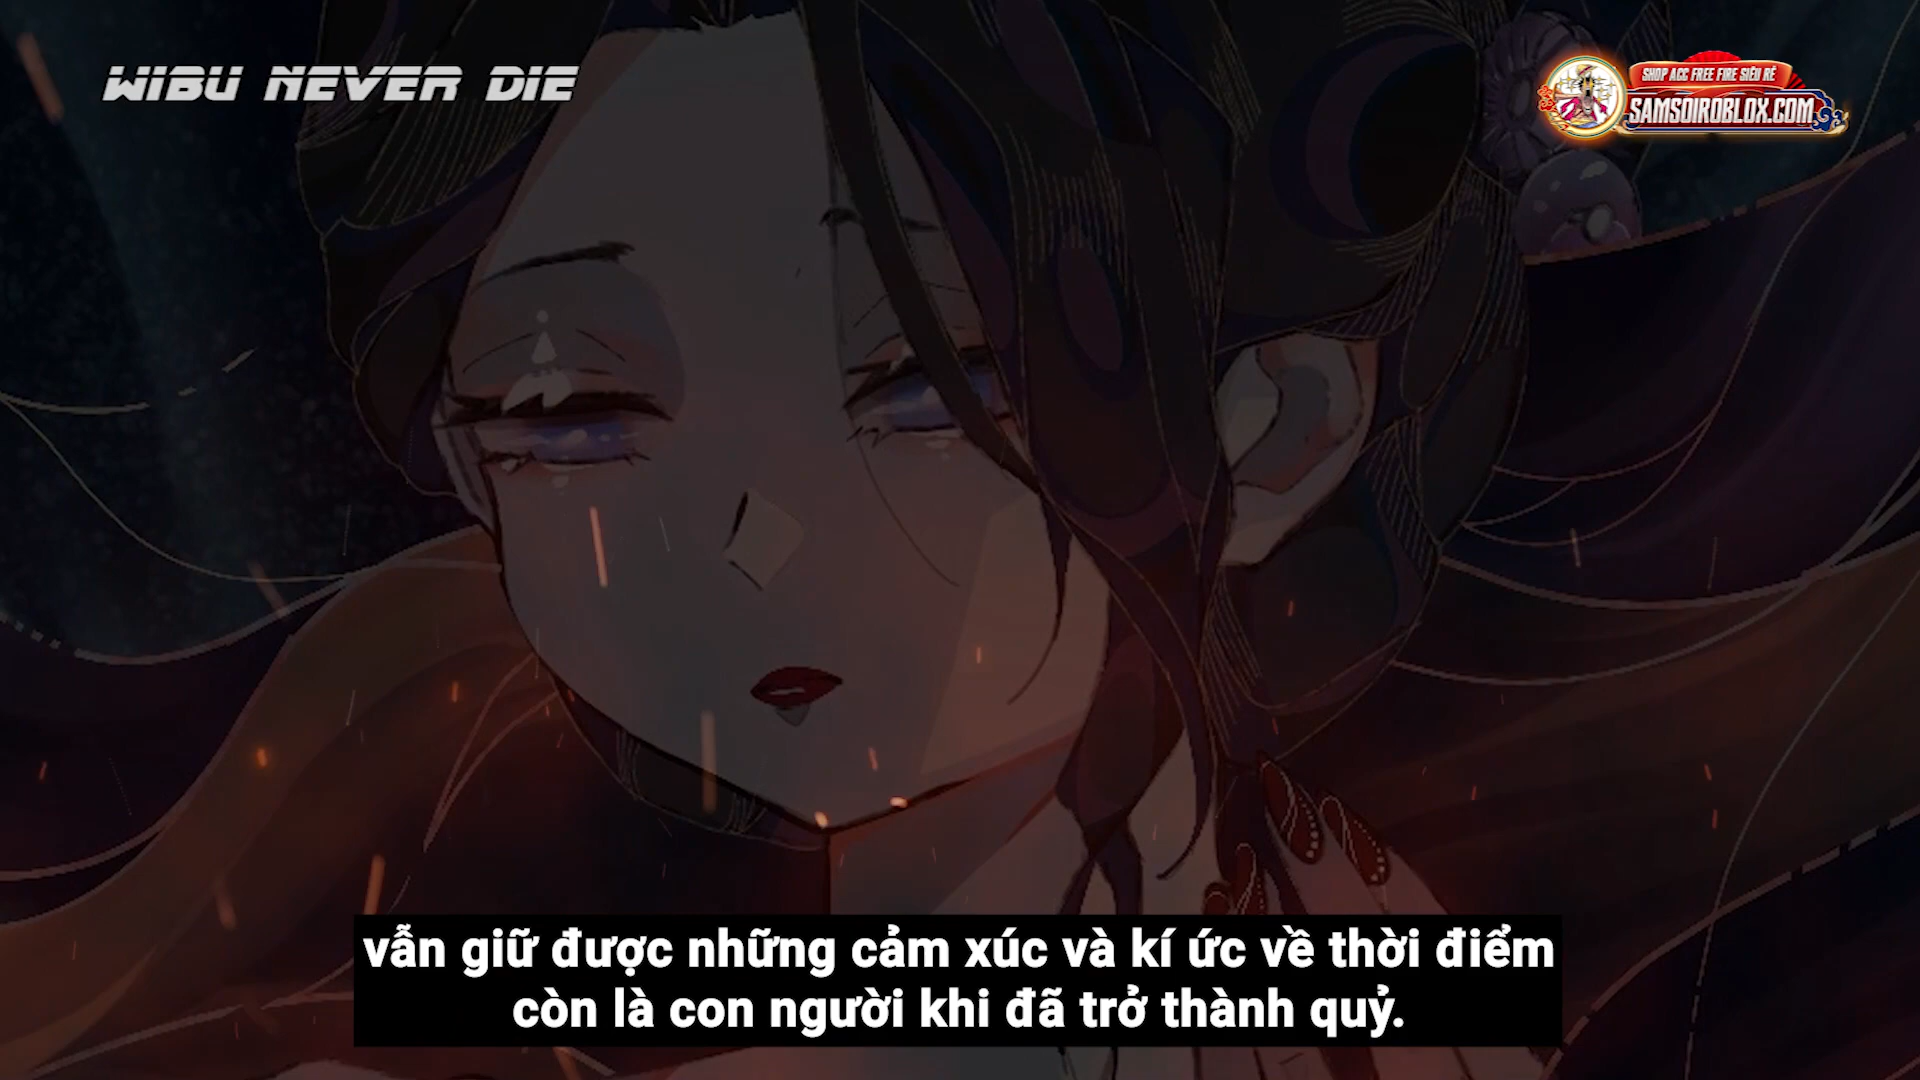 WIBU NEVER DIE
SHOP ACC FREE FIRE SIÊU RẺ
SAMSOIROBLOX.COM
vẫn giữ được những cảm xúc và kí ức về thời điểm
còn là con người khi đã trở thành quỷ.